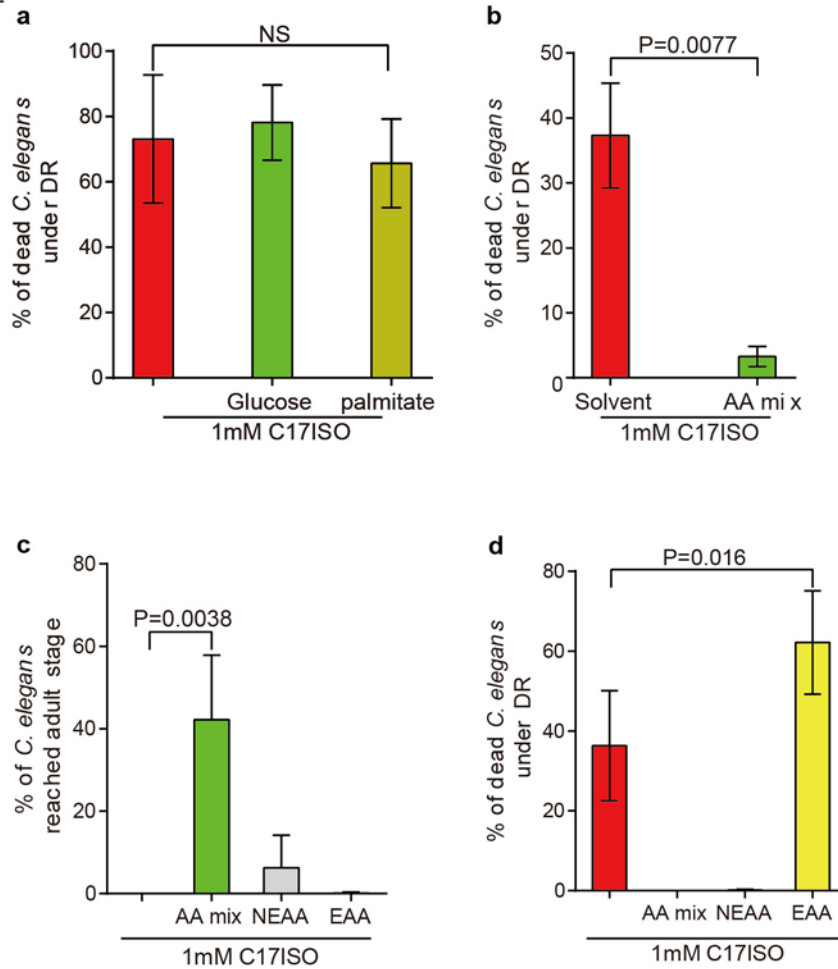 a
NS
100
80
60
40
20
0
% of dead C. elegans
under DR
Glucose palmitate
1mM C17ISO
b
P=0.0077
50
40
30
20
10
0
% of dead C. elegans
under DR
Solvent AA mi x
1mM C17ISO
c
80
60
40
20
0
P=0.0038
% of C. elegans
reached adult stage
AA mix NEAA EAA
1mM C17ISO
d
P=0.016
80
60
40
20
0
% of dead C. elegans
under DR
AA mix NEAA EAA
1mM C17ISO